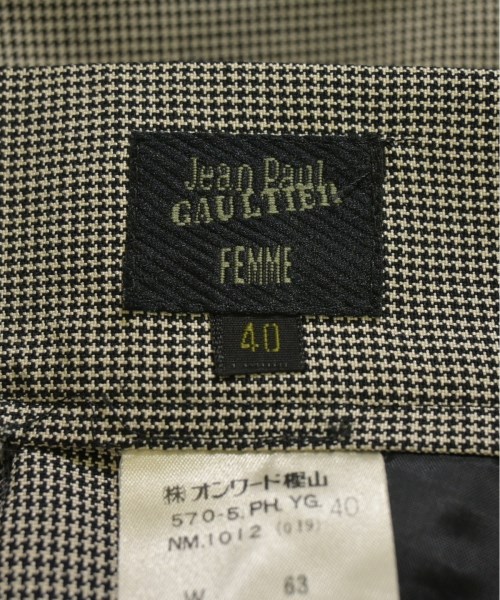 Jean Paul
GAULTIER
FEMME
40
㈱オンワード樫山
570-5. PH. YG. 40
NM.1012 (019)
W 63